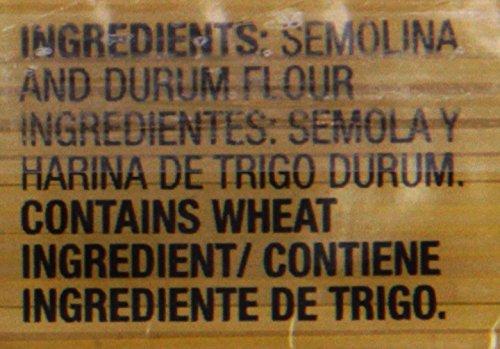 INGREDIENTS: SEMOLINA
AND DURUM FLOUR
INGREDIENTES: SEMOLA Y
HARINA DE TRIGO DURUM.
CONTAINS WHEAT
INGREDIENT/ CONTIENE
INGREDIENTE DE TRIGO.